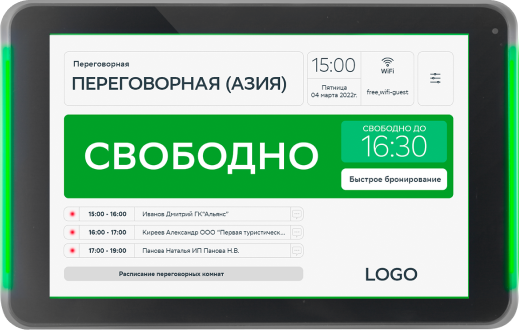 Переговорная
ПЕРЕГОВОРНАЯ (АЗИЯ)
15:00
WiFi
Пятница
04 марта 2022г.
free_wifi-guest
СВОБОДНО
СВОБОДНО ДО
16:30
Быстрое бронирование
15:00 - 16:00 Иванов Дмитрий ГК"Альянс"
16:00 - 17:00 Киреев Александр ООО "Первая туристическ...
17:00 - 19:00 Панова Наталья ИП Панова Н.В.
Расписание переговорных комнат
LOGO